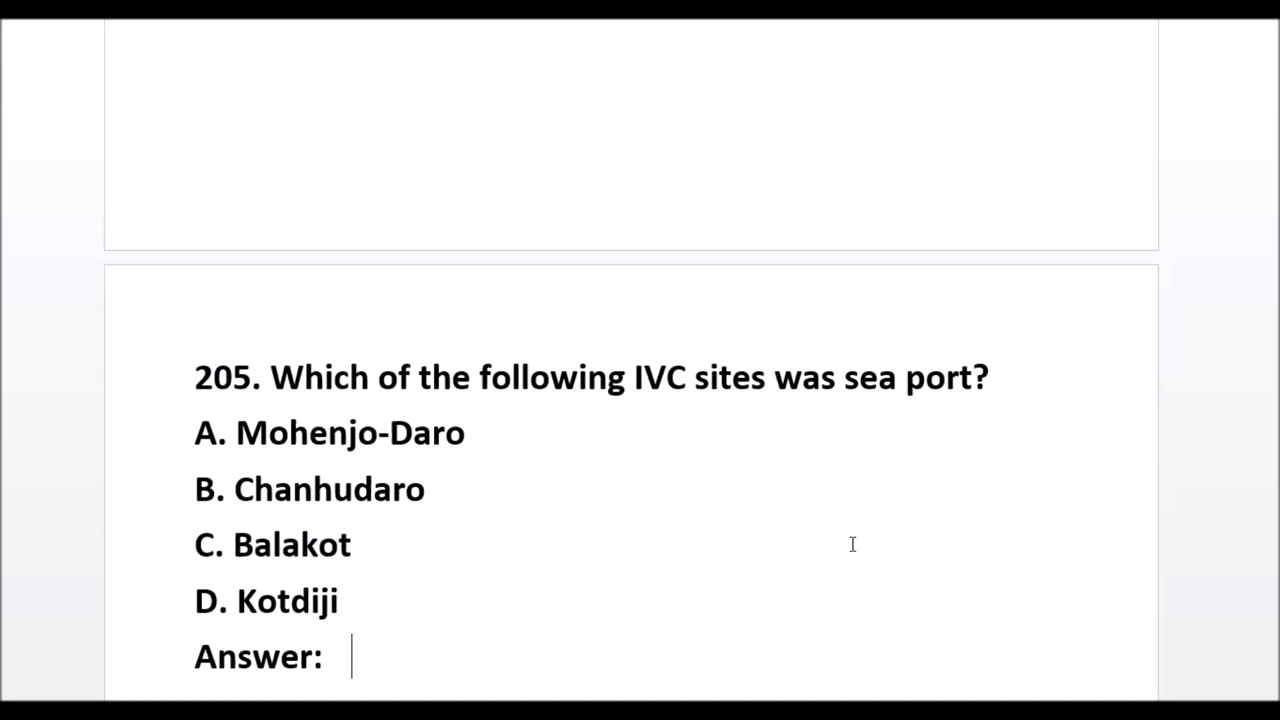 205. Which of the following IVC sites was sea port?
A. Mohenjo-Daro
B. Chanhudaro
C. Balakot
D. Kotdiji
Answer: